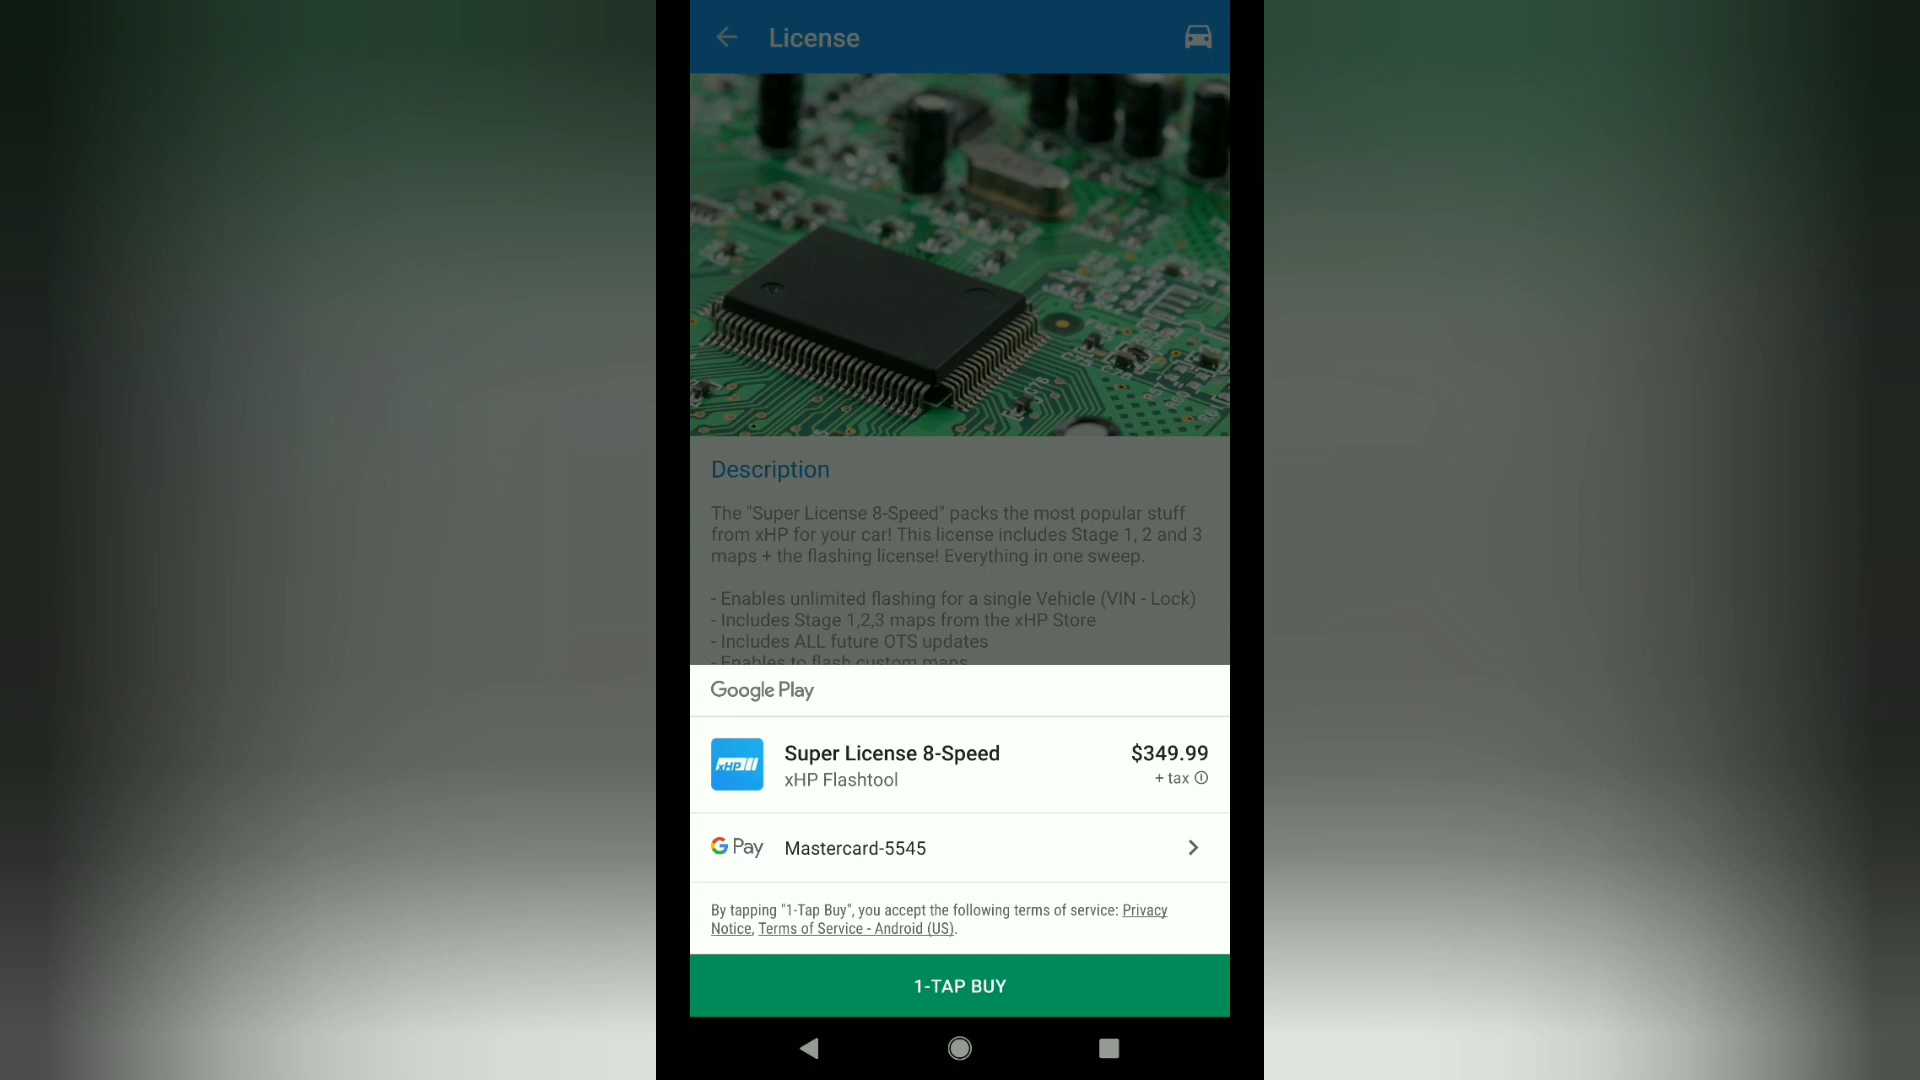 License
Description
The "Super License 8-Speed" packs the most popular stuff
from xHP for your car! This license includes Stage 1, 2 and 3
maps + the flashing license! Everything in one sweep.
- Enables unlimited flashing for a single Vehicle (VIN - Lock)
- Includes Stage 1,2,3 maps from the xHP Store
- Includes ALL future OTS updates
- Enables to flash custom maps
Google Play
xHP
Super License 8-Speed
$349.99
xHP Flashtool
+ tax
G Pay
Mastercard-5545
By tapping "1-Tap Buy", you accept the following terms of service: Privacy
Notice, Terms of Service - Android (US).
1-TAP BUY